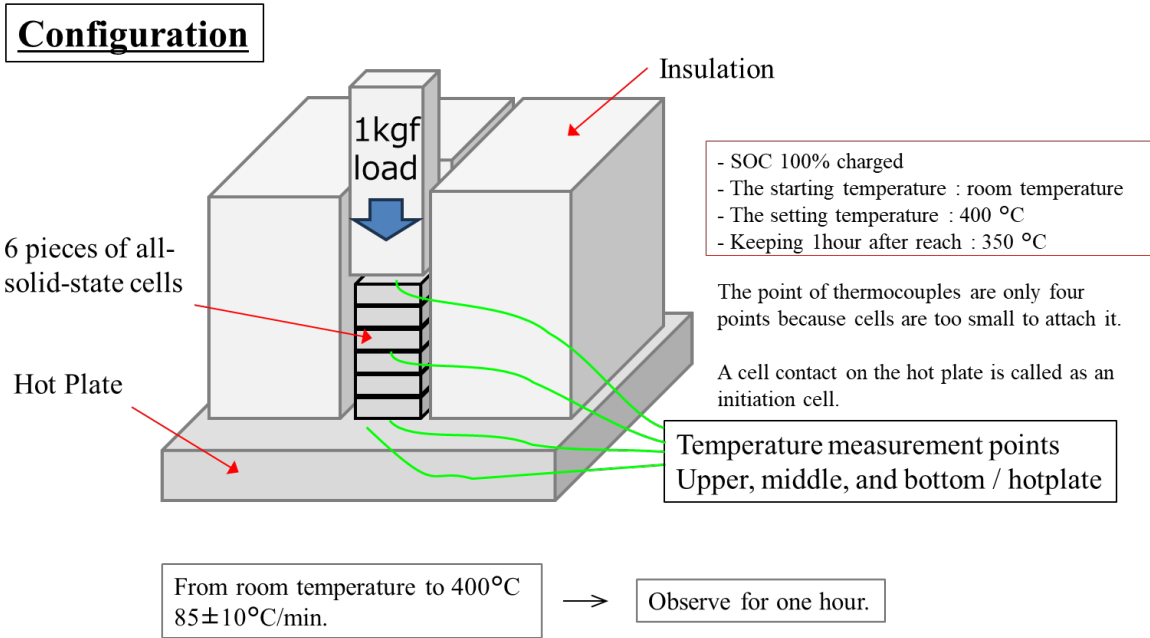 Configuration
Insulation
1kgf
load
- SOC 100% charged
- The starting temperature : room temperature
- The setting temperature : 400 °C
- Keeping 1hour after reach : 350 °C
6 pieces of all-
solid-state cells
The point of thermocouples are only four
points because cells are too small to attach it.
Hot Plate
A cell contact on the hot plate is called as an
initiation cell.
Temperature measurement points
Upper, middle, and bottom / hotplate
From room temperature to 400°C
85±10°C/min.
Observe for one hour.